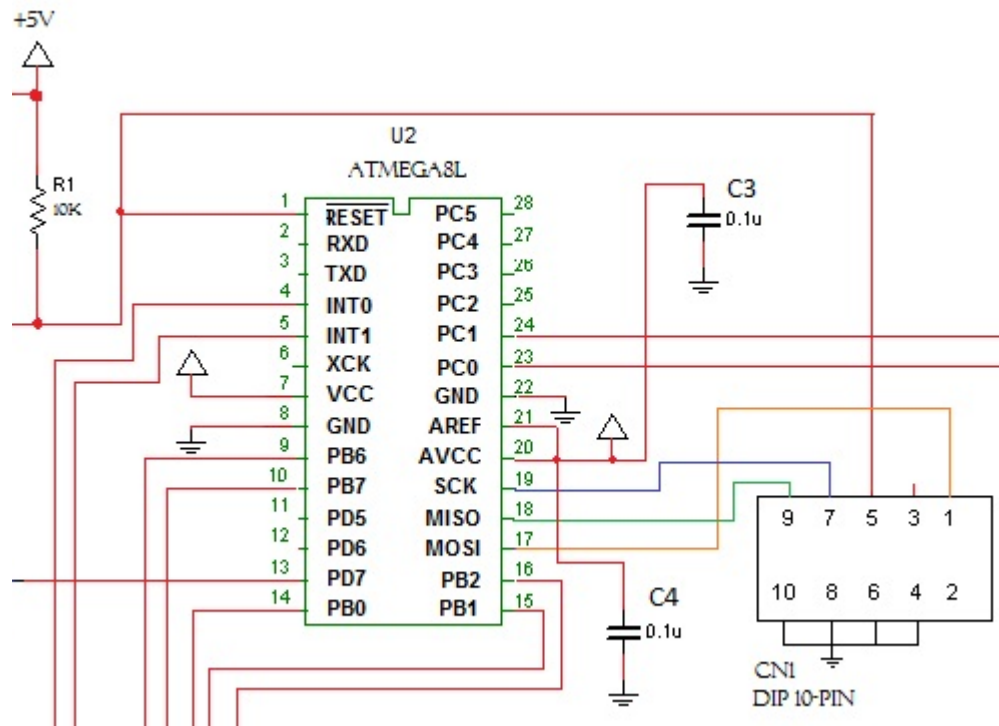 +5V
R1
10K
U2
ATMEGA8L
1 RESET PC5 28
2 RXD PC4 27
3 TXD PC3 26
4 INT0 PC2 25
5 INT1 PC1 24
6 XCK PC0 23
7 VCC GND 22
8 GND AREF 21
9 PB6 AVCC 20
10 PB7 SCK 19
11 PD5 MISO 18
12 PD6 MOSI 17
13 PD7 PB2 16
14 PB0 PB1 15
C3
0.1u
C4
0.1u
9 7 5 3 1
10 8 6 4 2
CN1
DIP 10-PIN